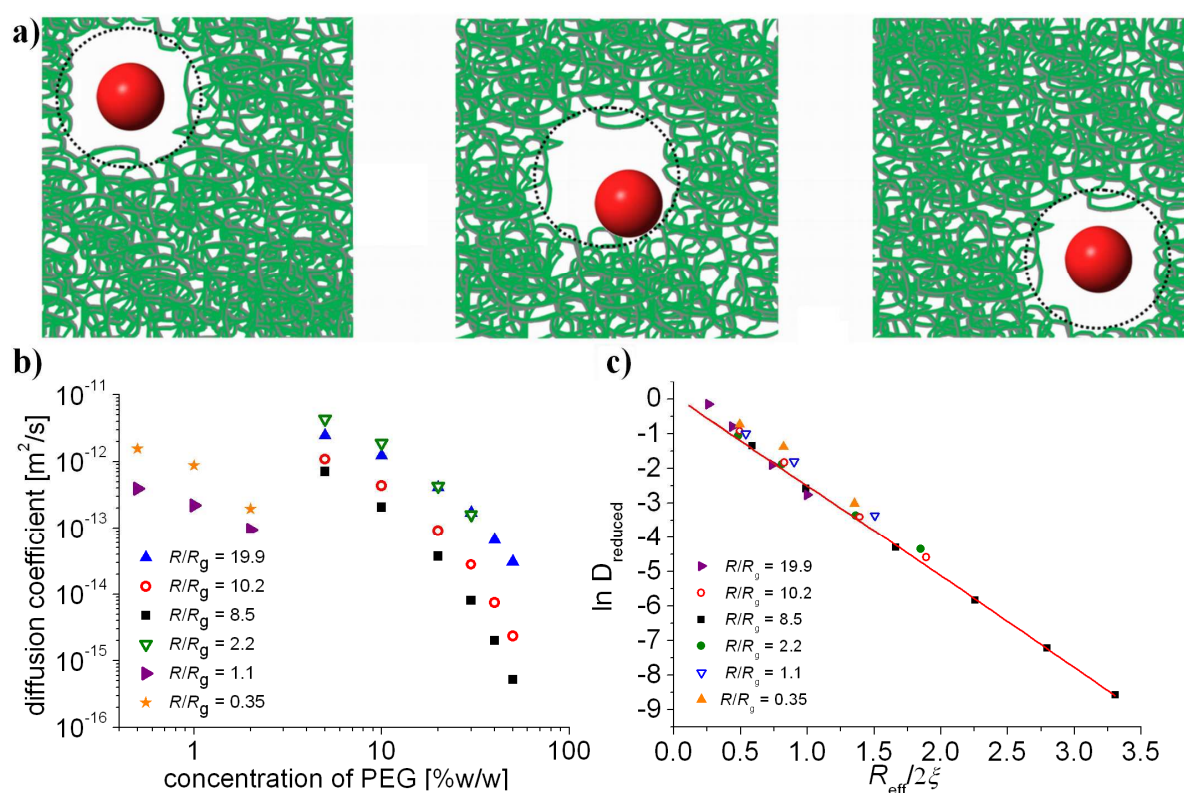 a)
b)
c)
10⁻¹¹
10⁻¹²
10⁻¹³
10⁻¹⁴
10⁻¹⁵
10⁻¹⁶
diffusion coefficient [m²/s]
R/Rg = 19.9
R/Rg = 10.2
R/Rg = 8.5
R/Rg = 2.2
R/Rg = 1.1
R/Rg = 0.35
1 10 100
concentration of PEG [%w/w]
0
-1
-2
-3
-4
-5
-6
-7
-8
-9
ln D reduced
R/Rg = 19.9
R/Rg = 10.2
R/Rg = 8.5
R/Rg = 2.2
R/Rg = 1.1
R/Rg = 0.35
0.0 0.5 1.0 1.5 2.0 2.5 3.0 3.5
Reff/2ξ